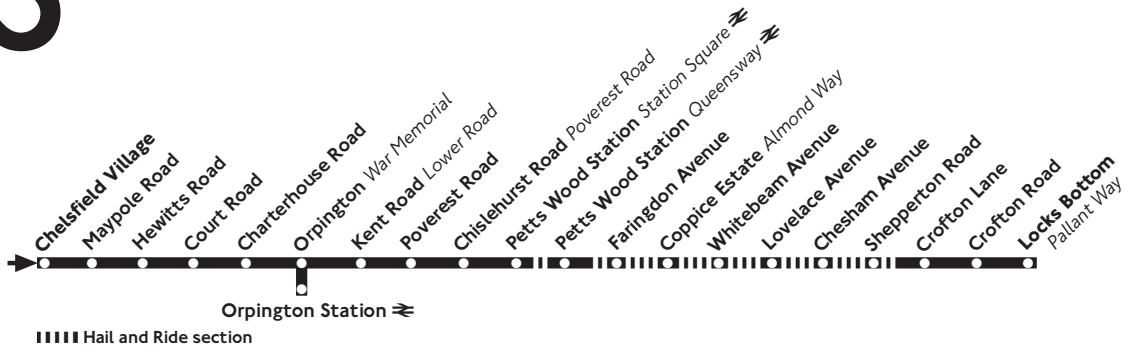 Chelsfield Village
Maypole Road
Hewitts Road
Court Road
Charterhouse Road
Orpington War Memorial
Kent Road Lower Road
Poverest Road
Chislehurst Road Poverest Road
Petts Wood Station Station Square
Petts Wood Station Queensway
Faringdon Avenue
Coppice Estate Almond Way
Whitebeam Avenue
Lovelace Avenue
Chesham Avenue
Shepperton Road
Crofton Lane
Crofton Road
Locks Bottom
Pallant Way
Orpington Station
Hail and Ride section